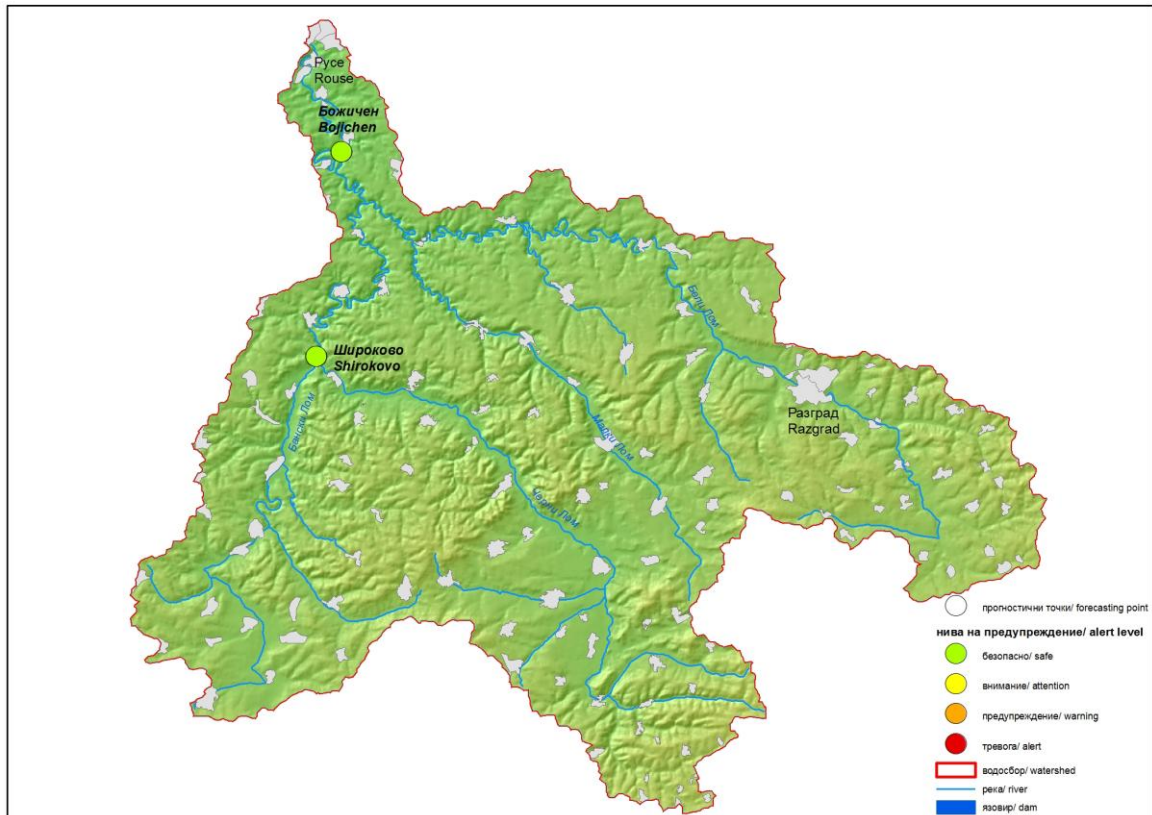 Русе
Rouse
Божичен
Bojichen
Бели Лом
Широково
Shirokovo
Разград
Razgrad
Бански Лом
Малки Лом
Черни Лом
прогностични точки/ forecasting point
нива на предупреждение/ alert level
безопасно/ safe
внимание/ attention
предупреждение/ warning
тревога/ alert
водосбор/ watershed
река/ river
язовир/ dam